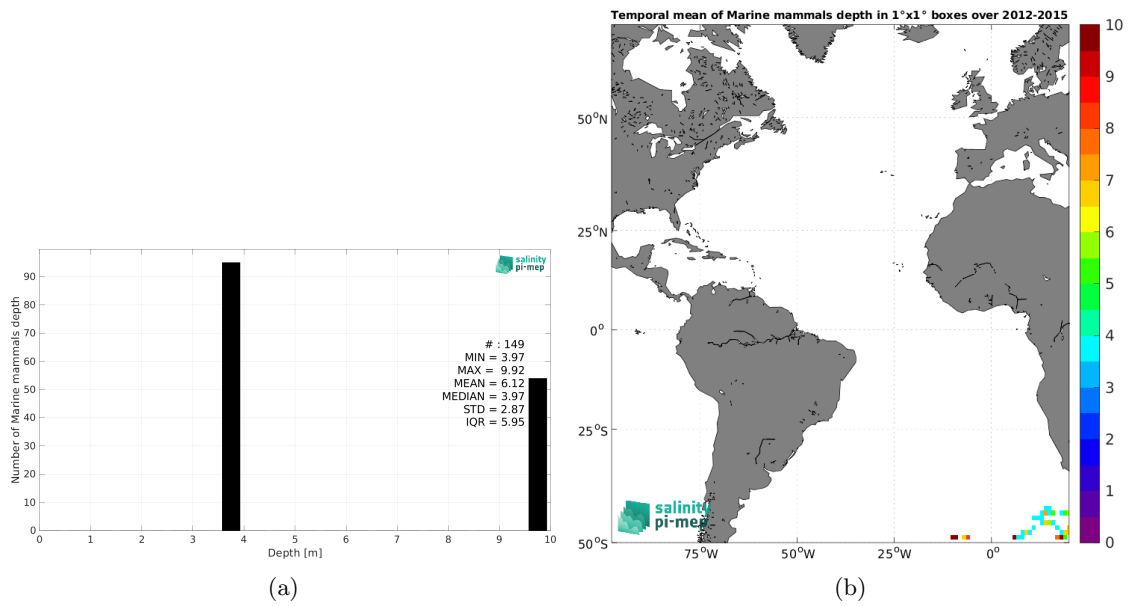 Temporal mean of Marine mammals depth in 1°x1° boxes over 2012-2015
salinity
pi-mep
Number of Marine mammals depth
90
80
70
60
50
40
30
20
10
0
# : 149
MIN = 3.97
MAX = 9.92
MEAN = 6.12
MEDIAN = 3.97
STD = 2.87
IQR = 5.95
0 1 2 3 4 5 6 7 8 9 10
Depth [m]
(a)
50°N
25°N
0°
25°S
50°S
salinity
pi-mep
75°W 50°W 25°W 0°
10
9
8
7
6
5
4
3
2
1
0
(b)